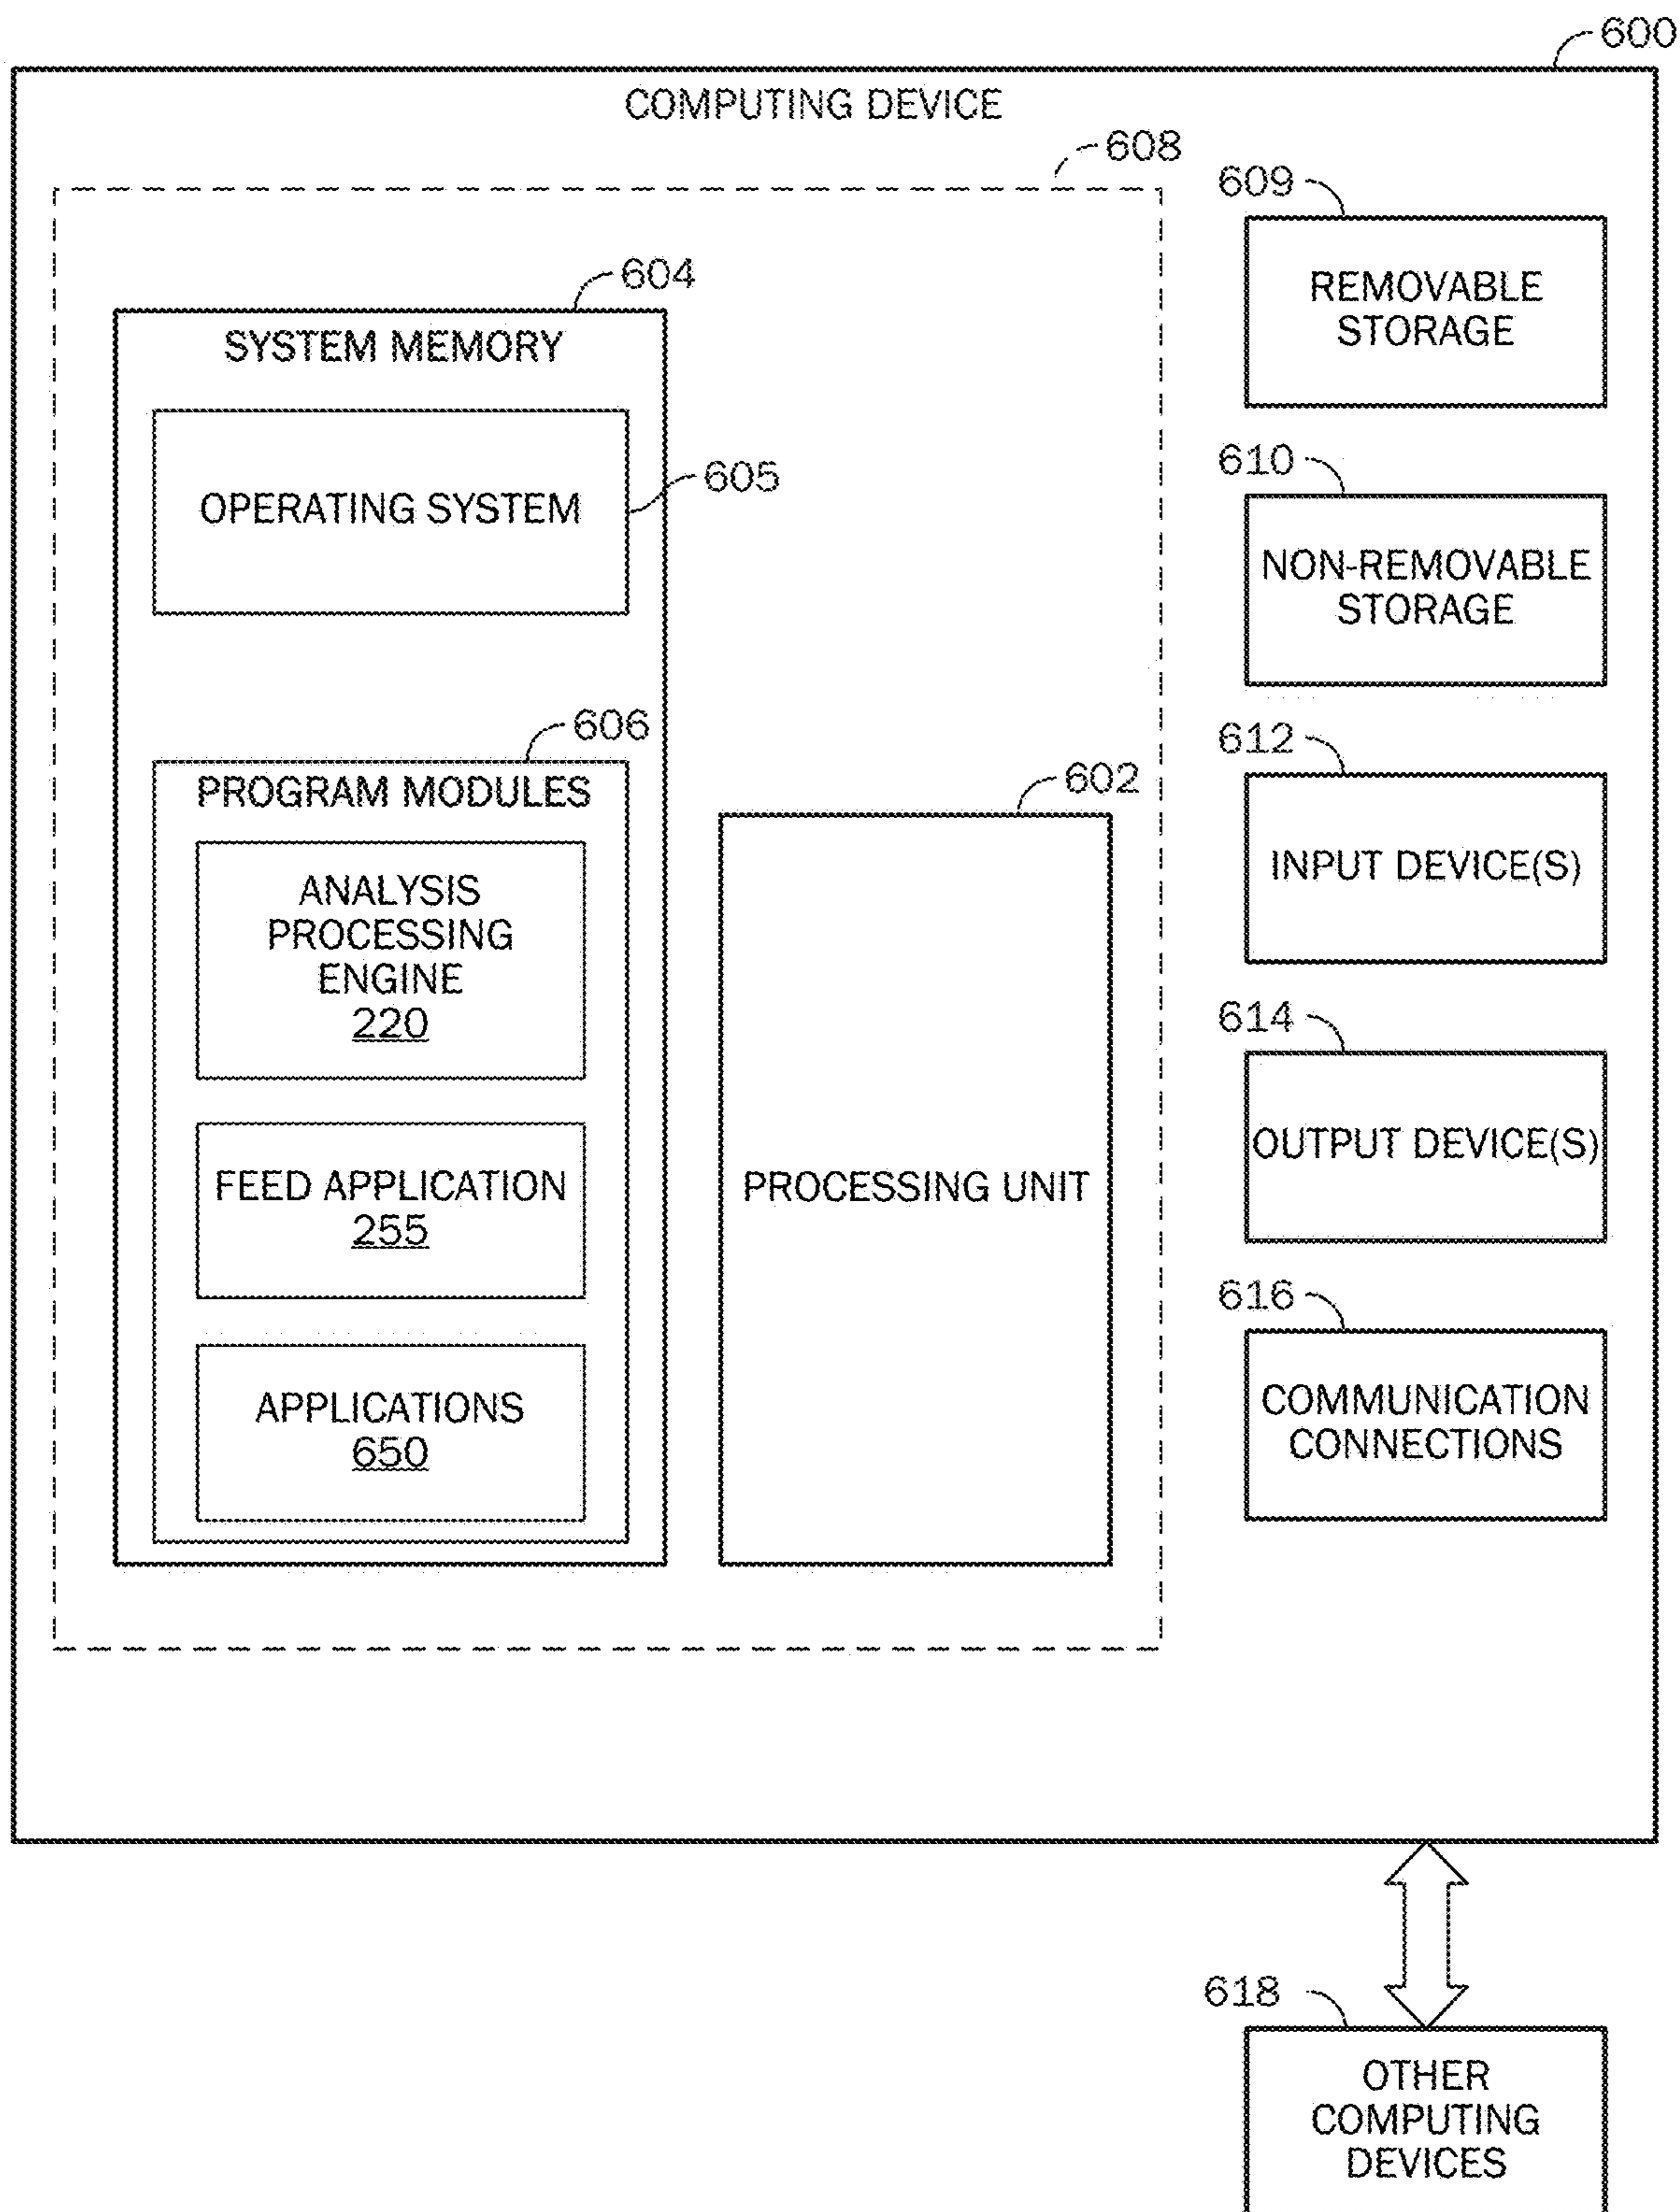 600
COMPUTING DEVICE
608
604
SYSTEM MEMORY
OPERATING SYSTEM
605
606
PROGRAM MODULES
ANALYSIS
PROCESSING
ENGINE
220
FEED APPLICATION
255
APPLICATIONS
650
602
PROCESSING UNIT
609
REMOVABLE
STORAGE
610
NON-REMOVABLE
STORAGE
612
INPUT DEVICE(S)
614
OUTPUT DEVICE(S)
616
COMMUNICATION
CONNECTIONS
618
OTHER
COMPUTING
DEVICES